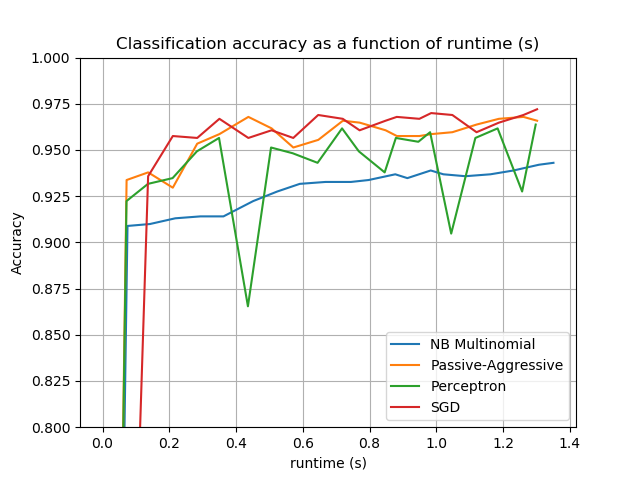 Classification accuracy as a function of runtime (s)
1.000
0.975
0.950
0.925
0.900
0.875
0.850
0.825
0.800
Accuracy
NB Multinomial
Passive-Aggressive
Perceptron
SGD
0.0 0.2 0.4 0.6 0.8 1.0 1.2 1.4
runtime (s)